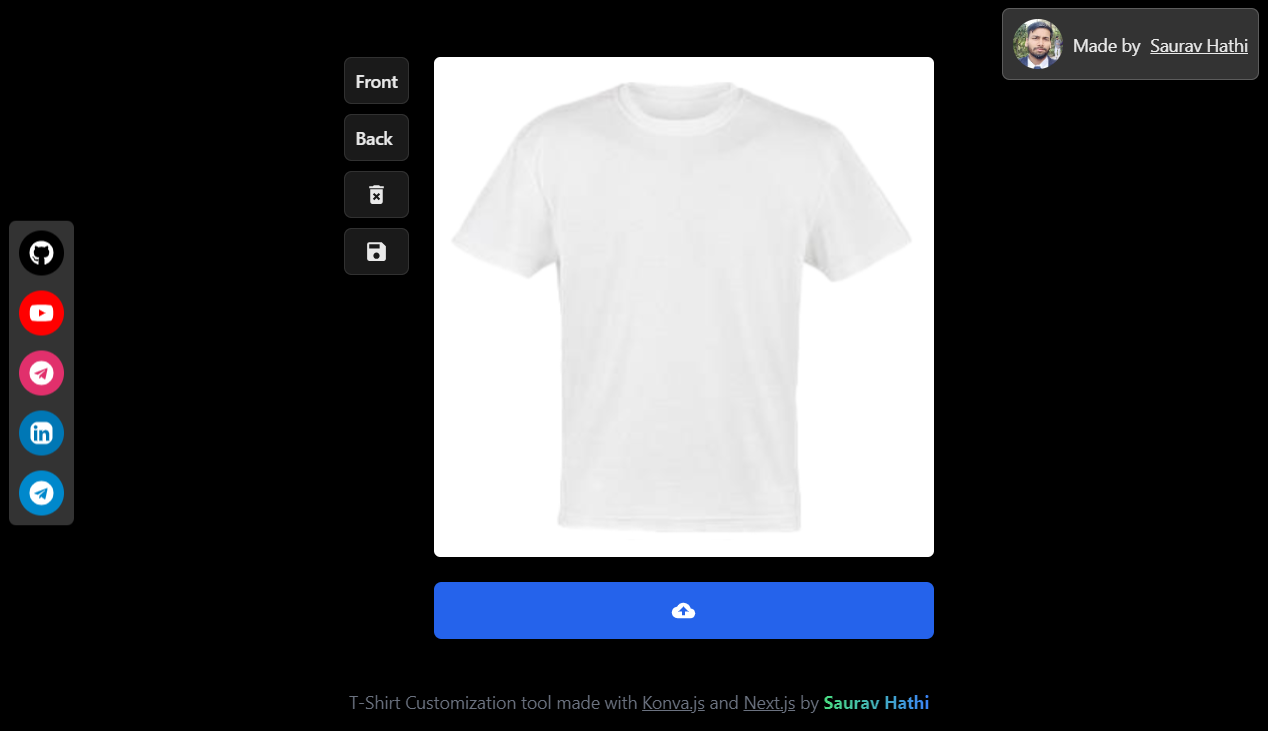 Made by Saurav Hathi
Front
Back
T-Shirt Customization tool made with Konva.js and Next.js by Saurav Hathi